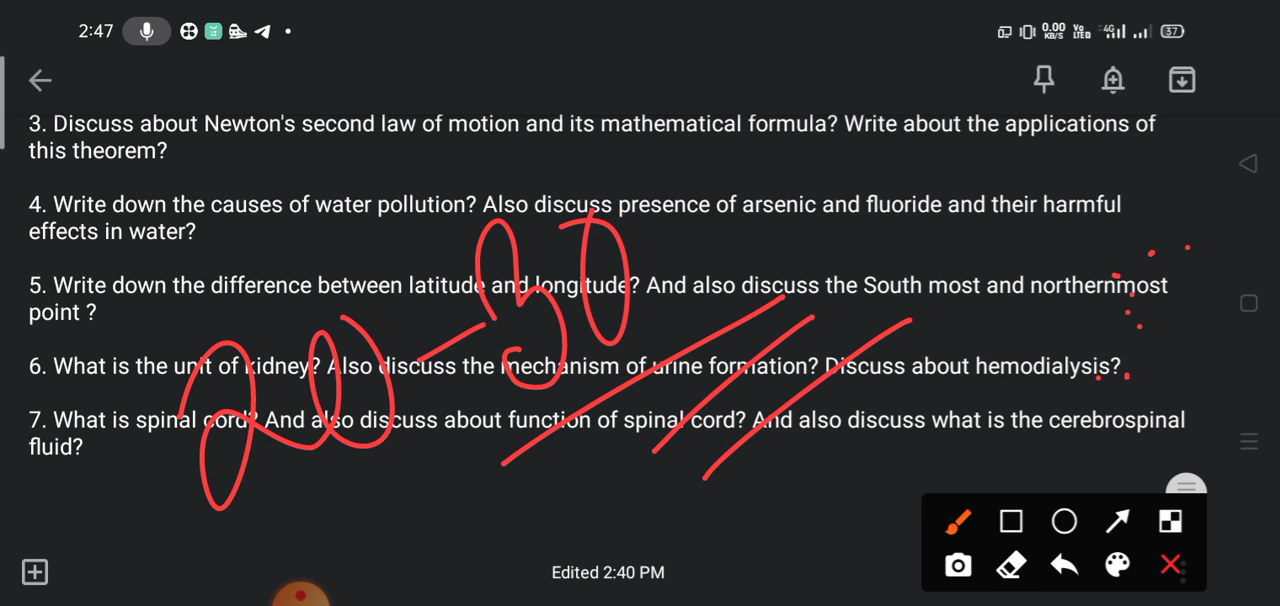 2:47
0.00 KB/S
Vo LTE D
4G
37
3. Discuss about Newton's second law of motion and its mathematical formula? Write about the applications of
this theorem?
4. Write down the causes of water pollution? Also discuss presence of arsenic and fluoride and their harmful
effects in water?
5. Write down the difference between latitude and longitude? And also discuss the South most and northernmost
point ?
6. What is the unit of kidney? Also discuss the mechanism of urine formation? Discuss about hemodialysis?
7. What is spinal cord? And also discuss about function of spinal cord? And also discuss what is the cerebrospinal
fluid?
20-30
Edited 2:40 PM